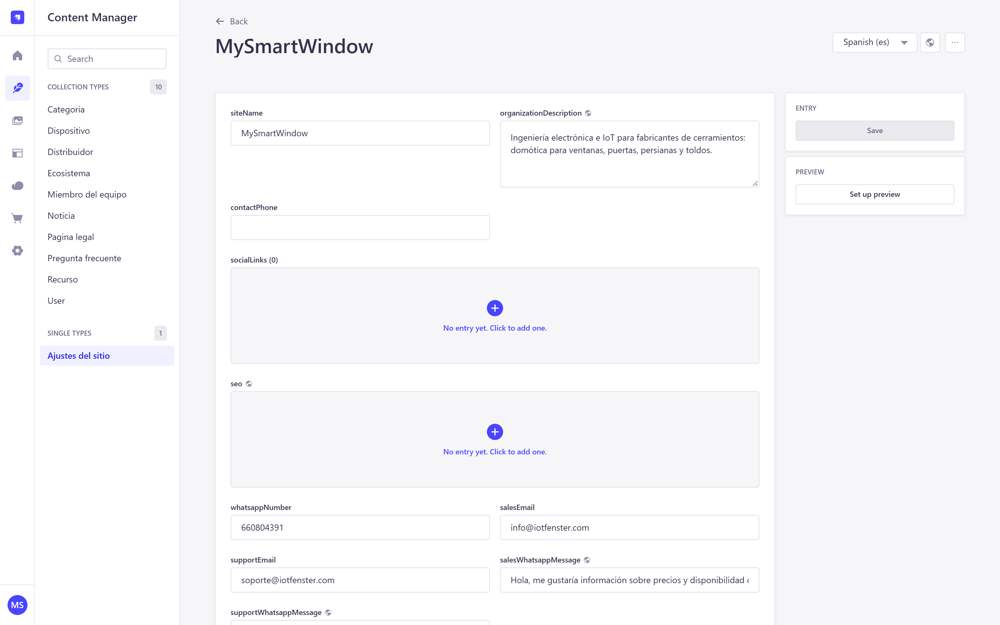 Content Manager
Search
COLLECTION TYPES
10
Categoria
Dispositivo
Distribuidor
Ecosistema
Miembro del equipo
Noticia
Pagina legal
Pregunta frecuente
Recurso
User
SINGLE TYPES
1
Ajustes del sitio
MS
Back
MySmartWindow
Spanish (es)
siteName
MySmartWindow
organizationDescription
Ingeniería electrónica e IoT para fabricantes de cerramientos:
domótica para ventanas, puertas, persianas y toldos.
contactPhone
socialLinks (0)
No entry yet. Click to add one.
seo
No entry yet. Click to add one.
whatsappNumber
660804391
salesEmail
info@iotfenster.com
supportEmail
soporte@iotfenster.com
salesWhatsappMessage
Hola, me gustaría información sobre precios y disponibilidad
supportWhatsappMessage
ENTRY
Save
PREVIEW
Set up preview